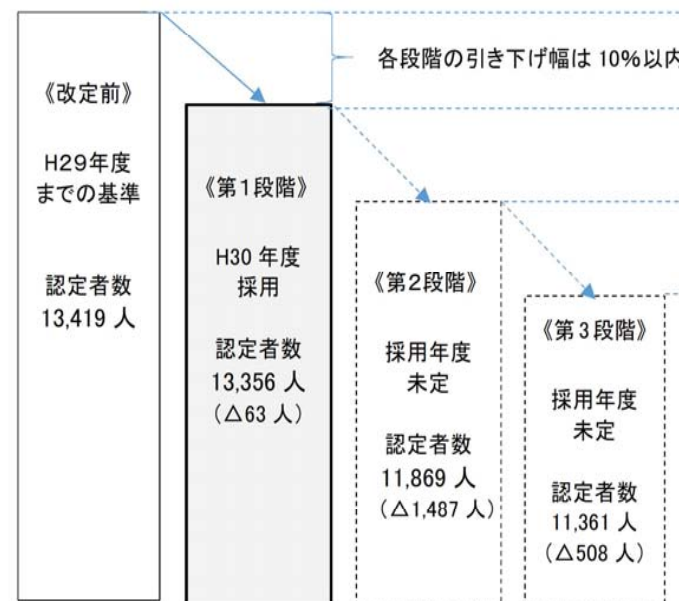 各段階の引き下げ幅は 10%以内
《改定前》
H29年度
までの基準
認定者数
13,419 人
《第1段階》
H30 年度
採用
認定者数
13,356 人
(△63 人)
《第2段階》
採用年度
未定
認定者数
11,869 人
(△1,487 人)
《第3段階》
採用年度
未定
認定者数
11,361 人
(△508 人)